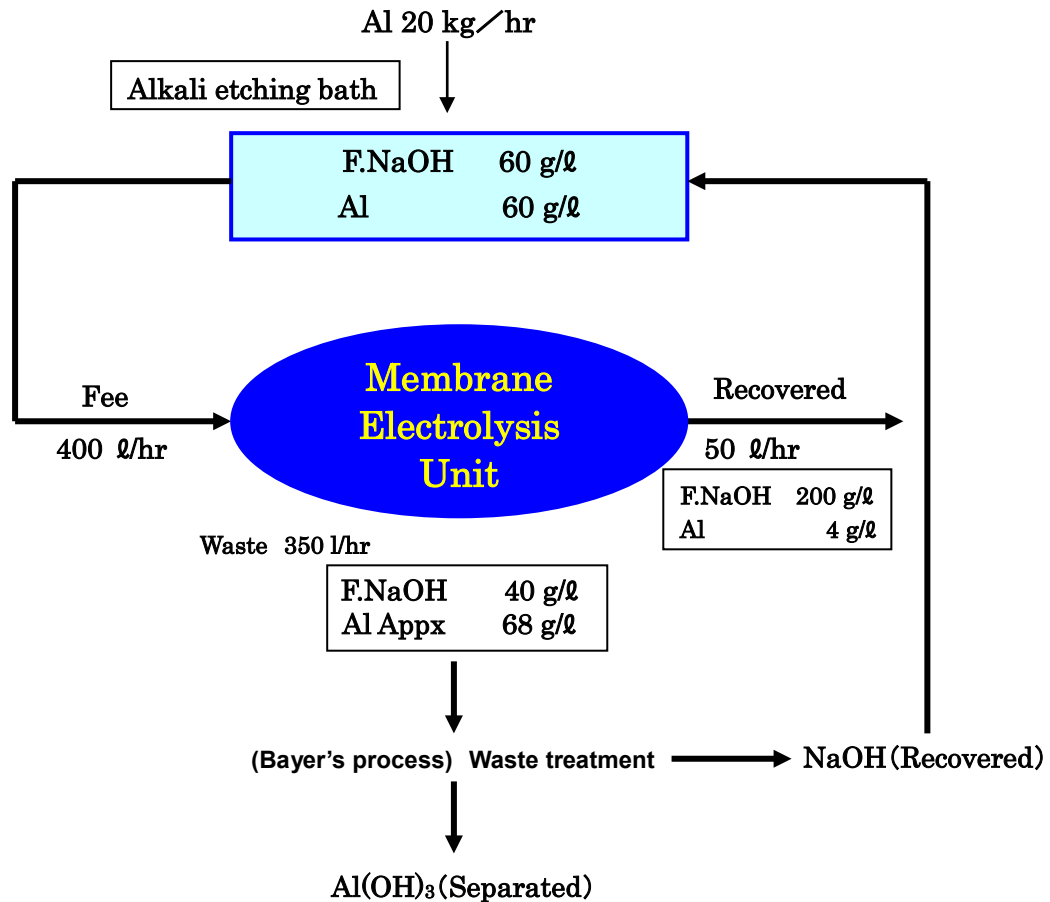 Al 20 kg／hr
Alkali etching bath
F.NaOH 60 g/ℓ
Al 60 g/ℓ
Membrane
Electrolysis
Unit
Fee
400 ℓ/hr
Recovered
50 ℓ/hr
F.NaOH 200 g/ℓ
Al 4 g/ℓ
Waste 350 l/hr
F.NaOH 40 g/ℓ
Al Appx 68 g/ℓ
(Bayer's process) Waste treatment
NaOH（Recovered）
Al(OH)₃（Separated）